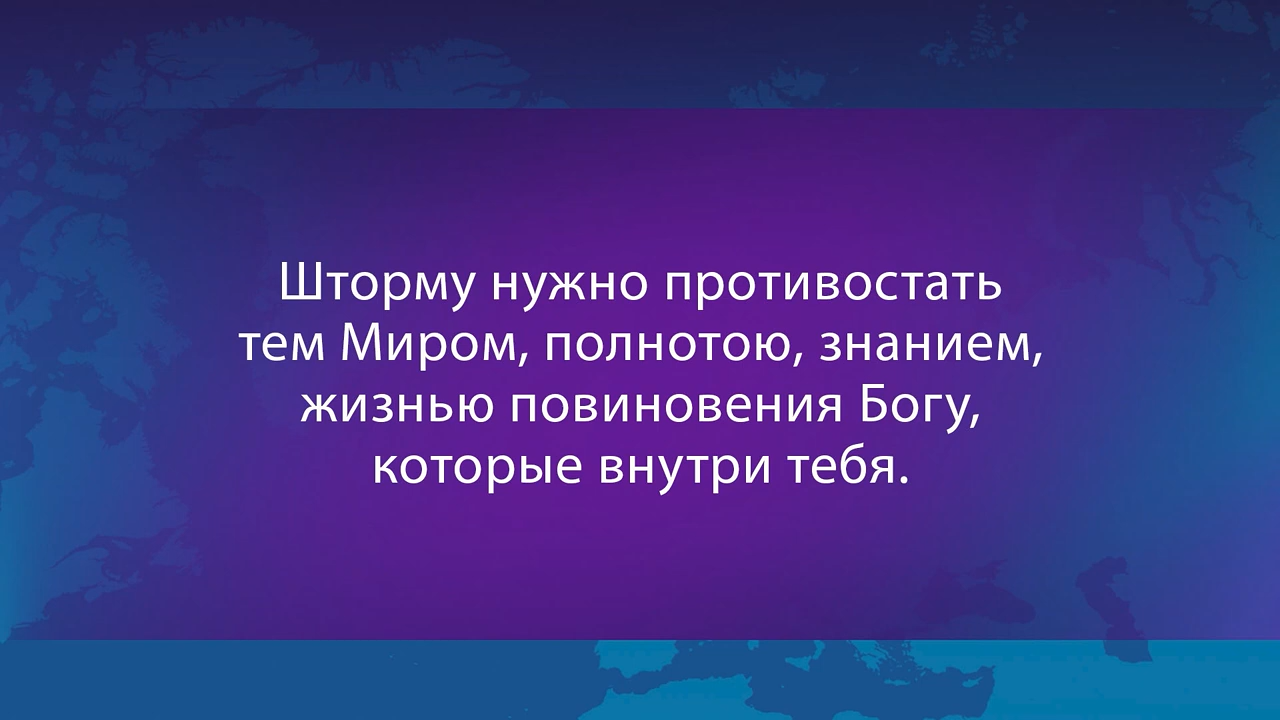 Шторму нужно противостать
тем Миром, полнотою, знанием,
жизнью повиновения Богу,
которые внутри тебя.